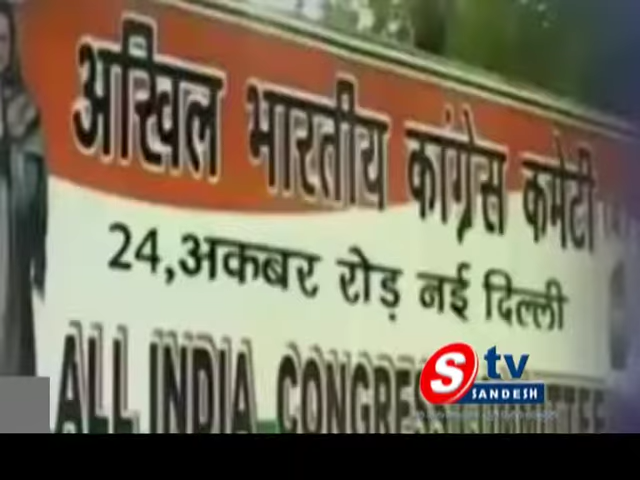 अखिल भारतीय कांग्रेस कमेटी
24,अकबर रोड़ नई दिल्ली
ALL INDIA CONGRESS
S tv
SANDESH